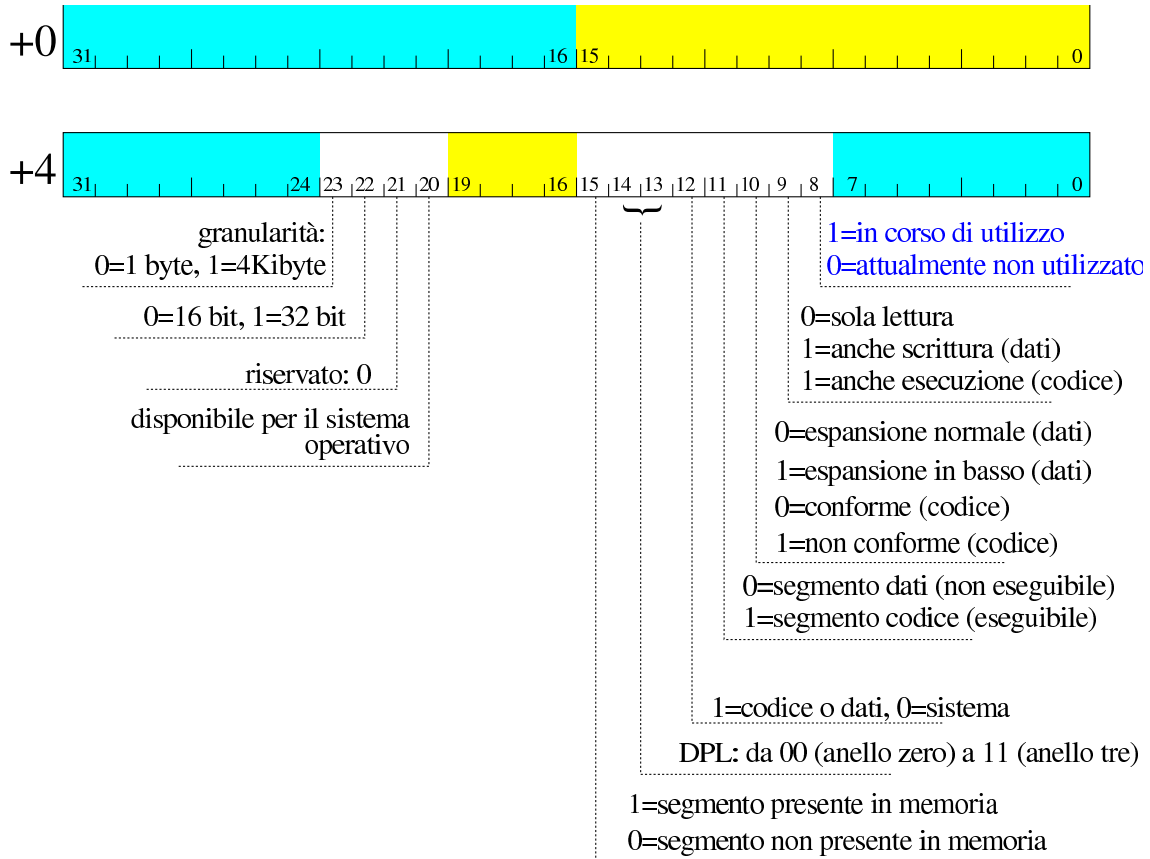 +0
31 16 15 0
+4
31 24 23 22 21 20 19 16 15 14 13 12 11 10 9 8 7 0
granularità:
0=1 byte, 1=4Kibyte
1=in corso di utilizzo
0=attualmente non utilizzato
0=16 bit, 1=32 bit
0=sola lettura
1=anche scrittura (dati)
1=anche esecuzione (codice)
riservato: 0
disponibile per il sistema
operativo
0=espansione normale (dati)
1=espansione in basso (dati)
0=conforme (codice)
1=non conforme (codice)
0=segmento dati (non eseguibile)
1=segmento codice (eseguibile)
1=codice o dati, 0=sistema
DPL: da 00 (anello zero) a 11 (anello tre)
1=segmento presente in memoria
0=segmento non presente in memoria